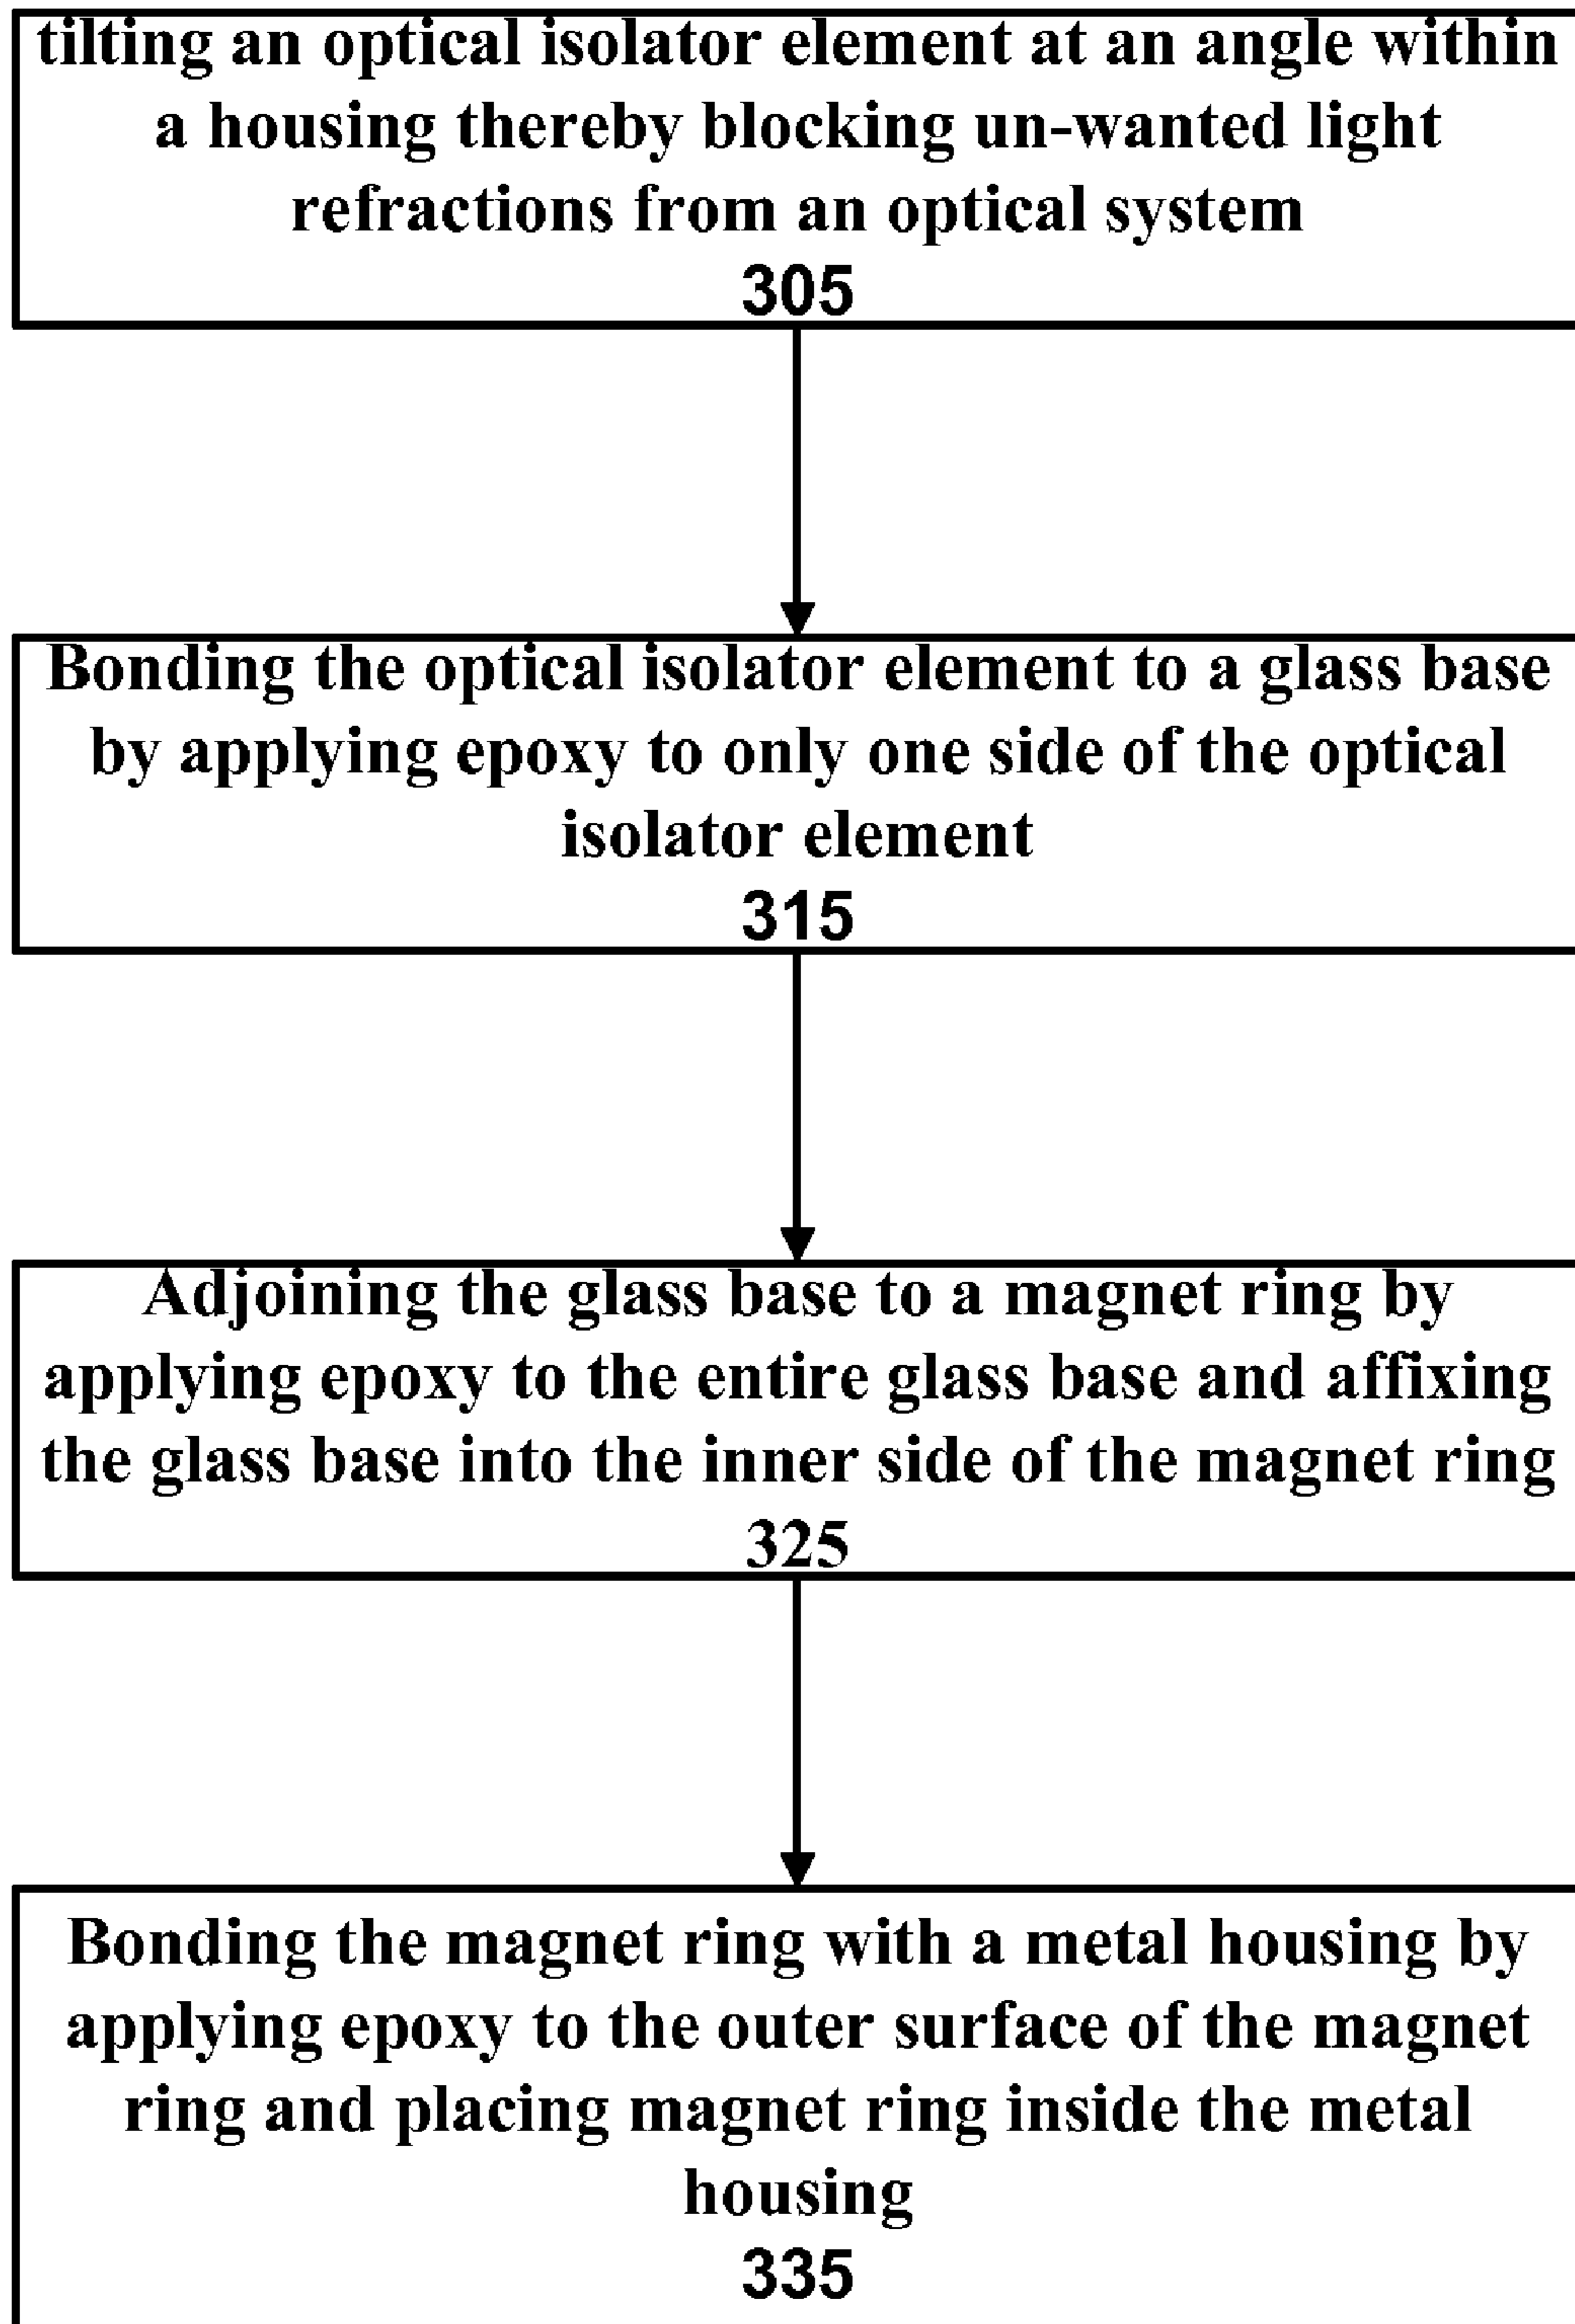 tilting an optical isolator element at an angle within
a housing thereby blocking un-wanted light
refractions from an optical system
305
Bonding the optical isolator element to a glass base
by applying epoxy to only one side of the optical
isolator element
315
Adjoining the glass base to a magnet ring by
applying epoxy to the entire glass base and affixing
the glass base into the inner side of the magnet ring
325
Bonding the magnet ring with a metal housing by
applying epoxy to the outer surface of the magnet
ring and placing magnet ring inside the metal
housing
335